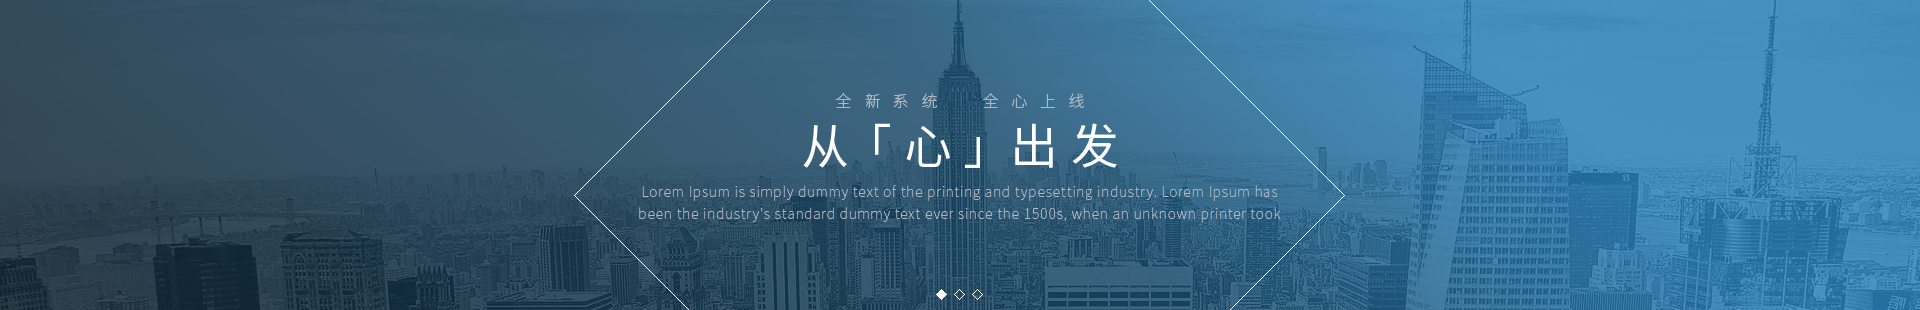 全新系统 全心上线
从「心」出发
Lorem Ipsum is simply dummy text of the printing and typesetting industry. Lorem Ipsum has
been the industry's standard dummy text ever since the 1500s, when an unknown printer took